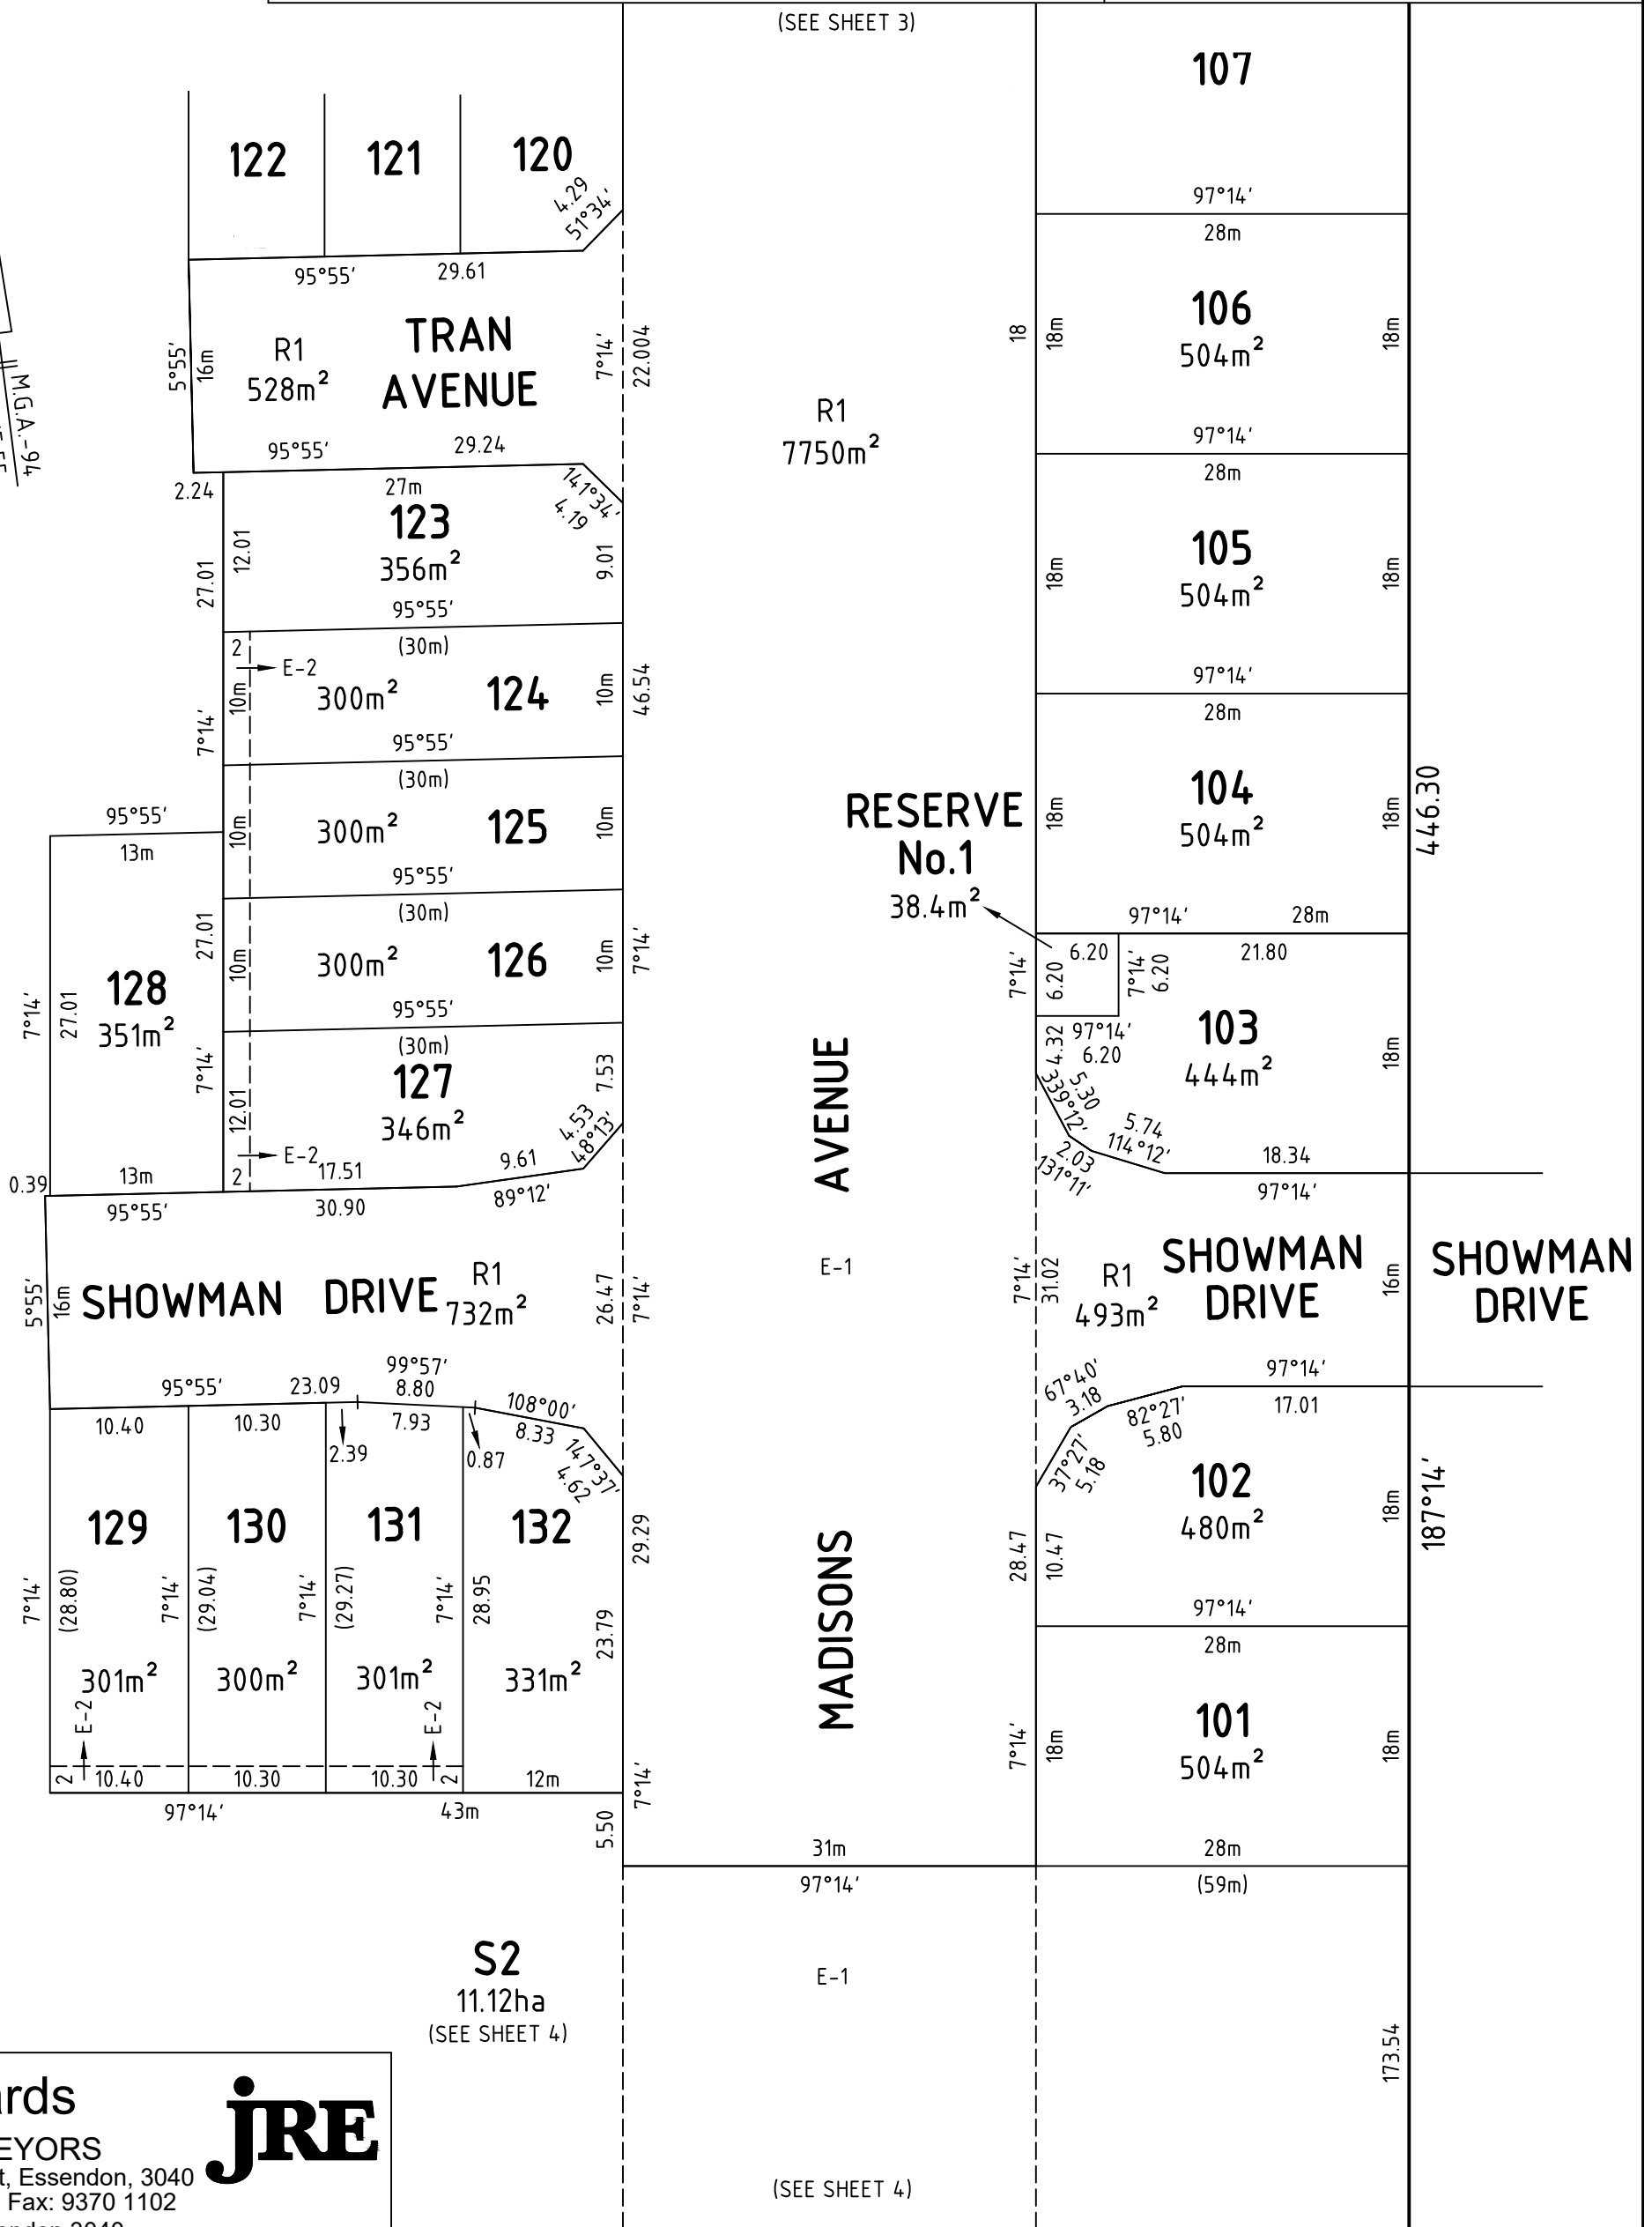 (SEE SHEET 3)
107
97°14'
28m
122
121
120
4.29
51°34'
95°55'
29.61
TRAN
AVENUE
R1
528m²
5°55'
16m
7°14'
22.004
M.G.A.-94
95°55'
29.24
R1
7750m²
18
18m
106
504m²
18m
97°14'
28m
2.24
27m
141°34'
4.19
123
356m²
12.01
27.01
9.01
95°55'
18m
105
504m²
18m
97°14'
28m
2
E-2
(30m)
300m²
124
10m
10m
46.54
7°14'
95°55'
(30m)
300m²
125
10m
10m
95°55'
RESERVE
No.1
38.4m²
18m
104
504m²
18m
446.30
97°14'
28m
95°55'
13m
27.01
(30m)
300m²
126
10m
10m
7°14'
95°55'
128
351m²
7°14'
27.01
7°14'
7°14'
6.20
6.20
7°14'
6.20
21.80
97°14'
6.20
4.32
103
444m²
18m
(30m)
127
346m²
7.53
12.01
4.53
48°13'
E-2
2
17.51
9.61
89°12'
5.30
339°12'
5.74
114°12'
2.03
131°11'
18.34
97°14'
0.39
13m
95°55'
30.90
MADISONS AVENUE
E-1
SHOWMAN DRIVE
R1
732m²
5°55'
16m
26.47
7°14'
7°14'
31.02
R1
493m²
SHOWMAN
DRIVE
16m
SHOWMAN
DRIVE
95°55'
23.09
99°57'
8.80
108°00'
8.33
147°37'
4.62
10.40
10.30
2.39
7.93
0.87
67°40'
3.18
82°27'
5.80
37°27'
5.18
97°14'
17.01
102
480m²
18m
187°14'
28.47
10.47
97°14'
28m
129
130
131
132
7°14'
(28.80)
7°14'
(29.04)
7°14'
(29.27)
7°14'
28.95
23.79
29.29
301m²
300m²
301m²
331m²
E-2
E-2
2
10.40
10.30
10.30
2
12m
97°14'
43m
5.50
7°14'
7°14'
18m
101
504m²
18m
31m
28m
97°14'
(59m)
S2
11.12ha
(SEE SHEET 4)
E-1
173.54
(SEE SHEET 4)
jRE
t, Essendon, 3040
Fax: 9370 1102